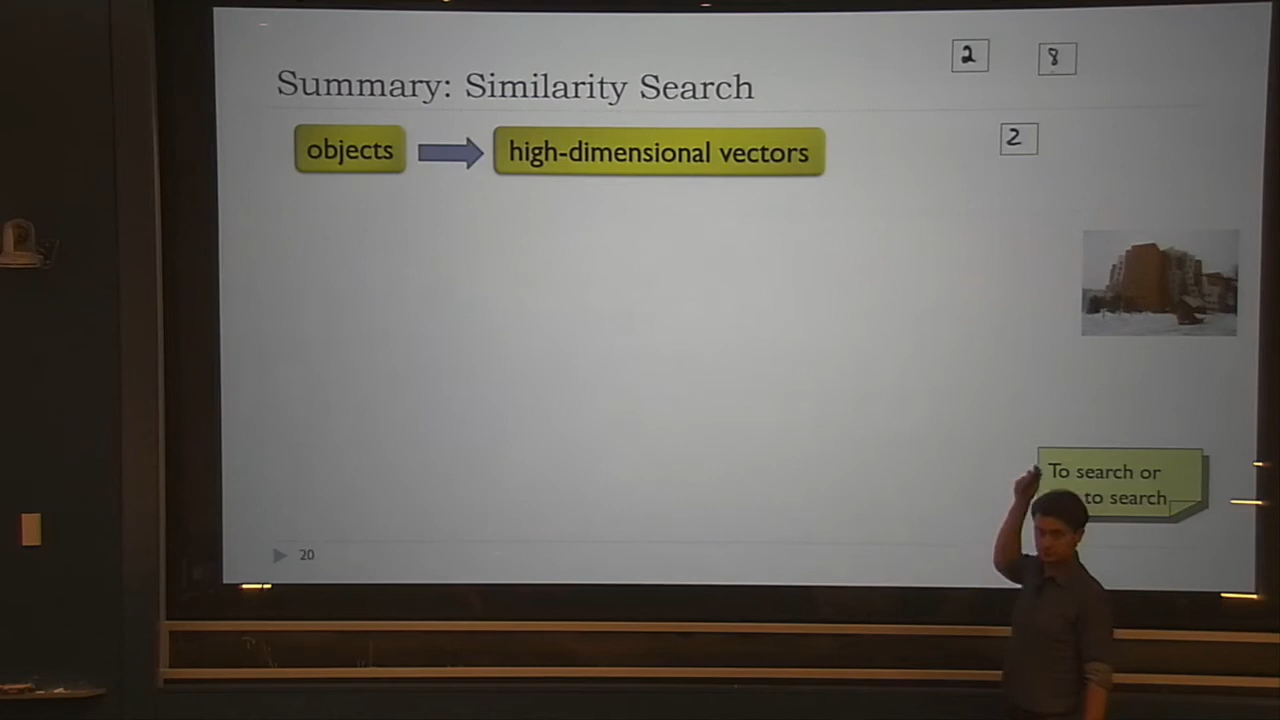 2 8
Summary: Similarity Search
objects
high-dimensional vectors
2
To search or
to search
20